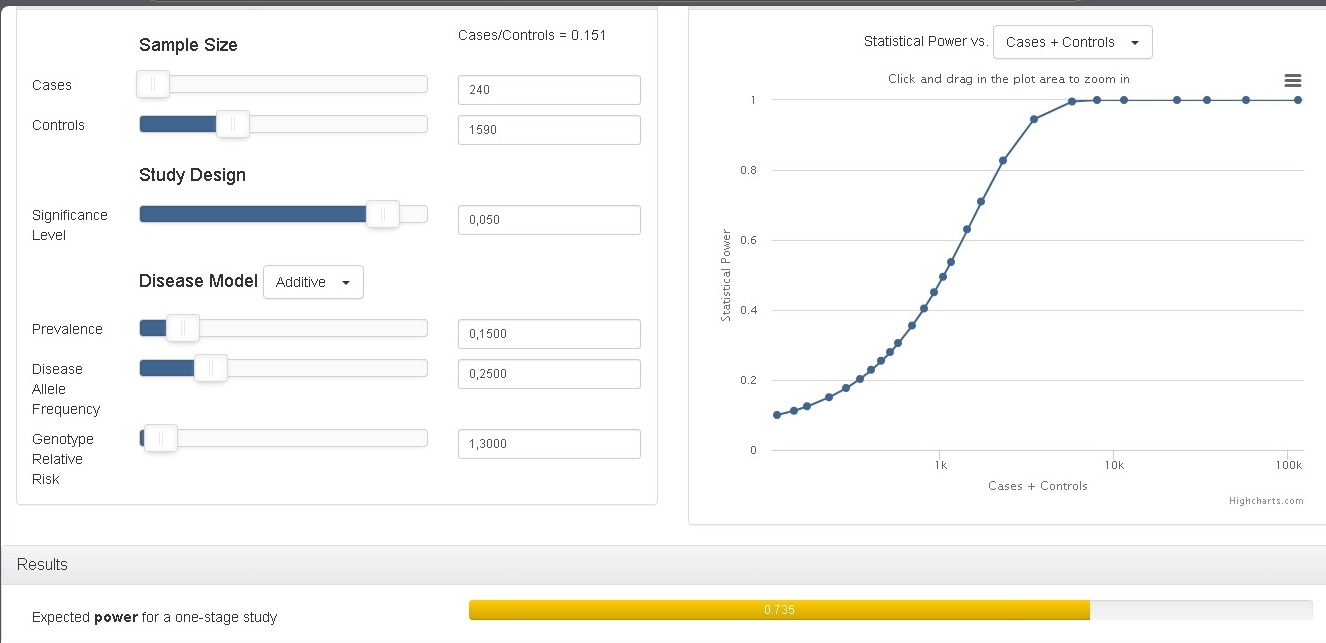 Sample Size
Cases/Controls = 0.151
Cases
240
Controls
1590
Study Design
Significance
Level
0,050
Disease Model Additive
Prevalence
0,1500
Disease
Allele
Frequency
0,2500
Genotype
Relative
Risk
1,3000
Statistical Power vs. Cases + Controls
Click and drag in the plot area to zoom in
Statistical Power
1
0.8
0.6
0.4
0.2
0
1k 10k 100k
Cases + Controls
Highcharts.com
Results
Expected power for a one-stage study
0.735